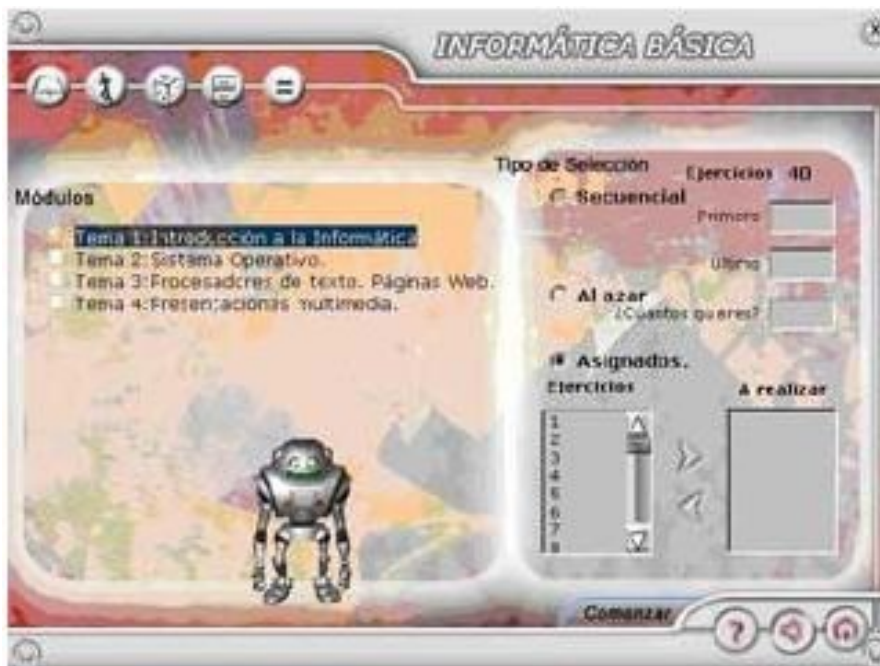 INFORMÁTICA BÁSICA
Módulos
Tema 1:Introducción a la Informática
Tema 2:Sistema Operativo.
Tema 3:Procesadores de texto. Páginas Web.
Tema 4:Presentaciones multimedia.
Tipo de Selección
Ejercicios 40
Secuencial
Primero
Último
Al azar
¿Cuántos quieres?
Asignados.
Ejercicios
A realizar
1
2
3
4
5
6
7
8
Comenzar
?